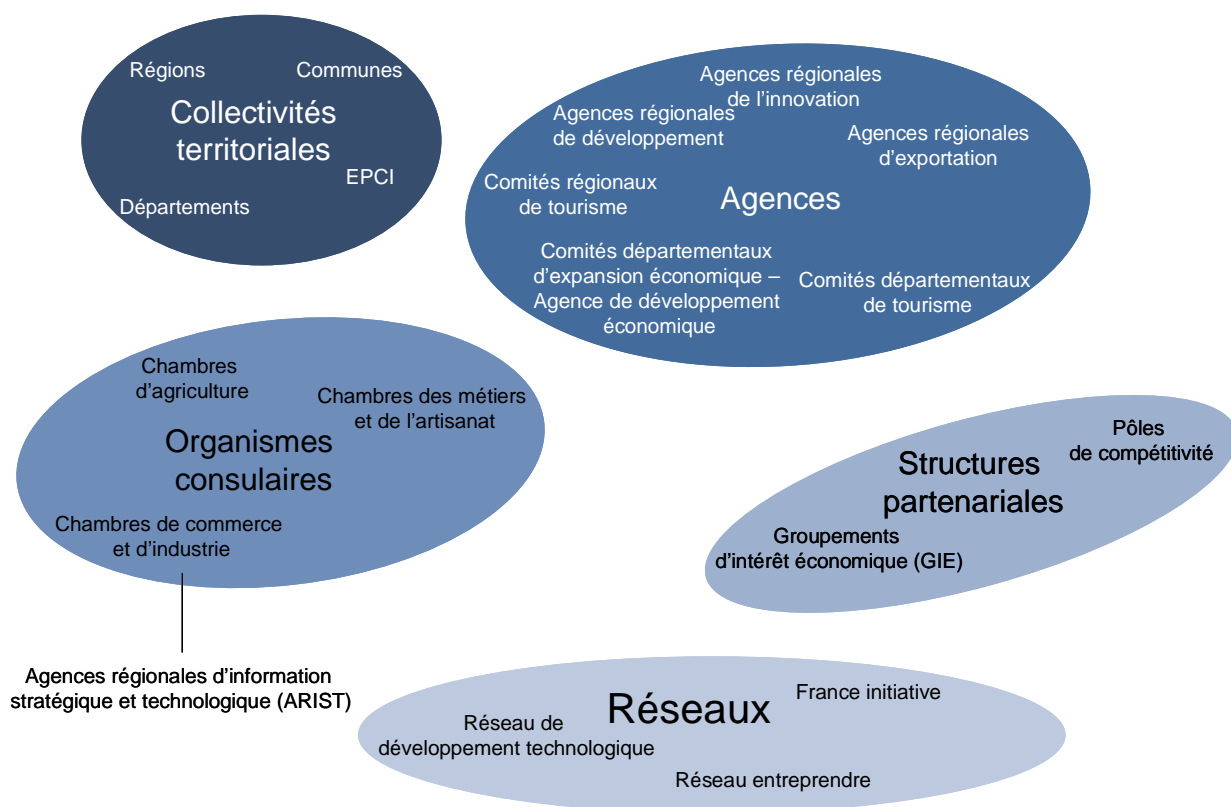 Régions
Communes
Collectivités
territoriales
EPCI
Départements
Agences régionales
de l’innovation
Agences régionales
de développement
Agences régionales
d’exportation
Comités régionaux
de tourisme
Agences
Comités départementaux
d’expansion économique –
Agence de développement
économique
Comités départementaux
de tourisme
Chambres
d’agriculture
Chambres des métiers
et de l’artisanat
Organismes
consulaires
Chambres de commerce
et d’industrie
Agences régionales d’information
stratégique et technologique (ARIST)
Pôles
de compétitivité
Structures
partenariales
Groupements
d’intérêt économique (GIE)
France initiative
Réseaux
Réseau de
développement technologique
Réseau entreprendre